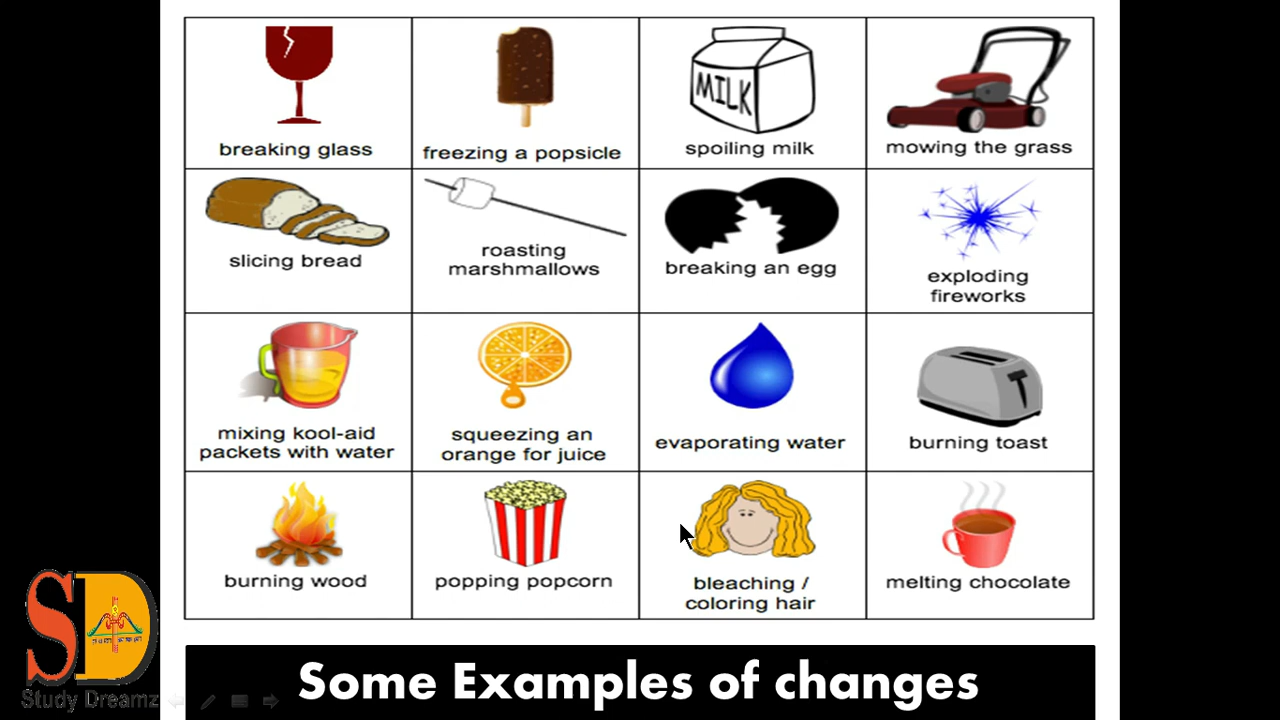 breaking glass
freezing a popsicle
MILK
spoiling milk
mowing the grass
slicing bread
roasting
marshmallows
breaking an egg
exploding
fireworks
mixing kool-aid
packets with water
squeezing an
orange for juice
evaporating water
burning toast
burning wood
popping popcorn
bleaching /
coloring hair
melting chocolate
SD
Study Dreamz
Some Examples of changes